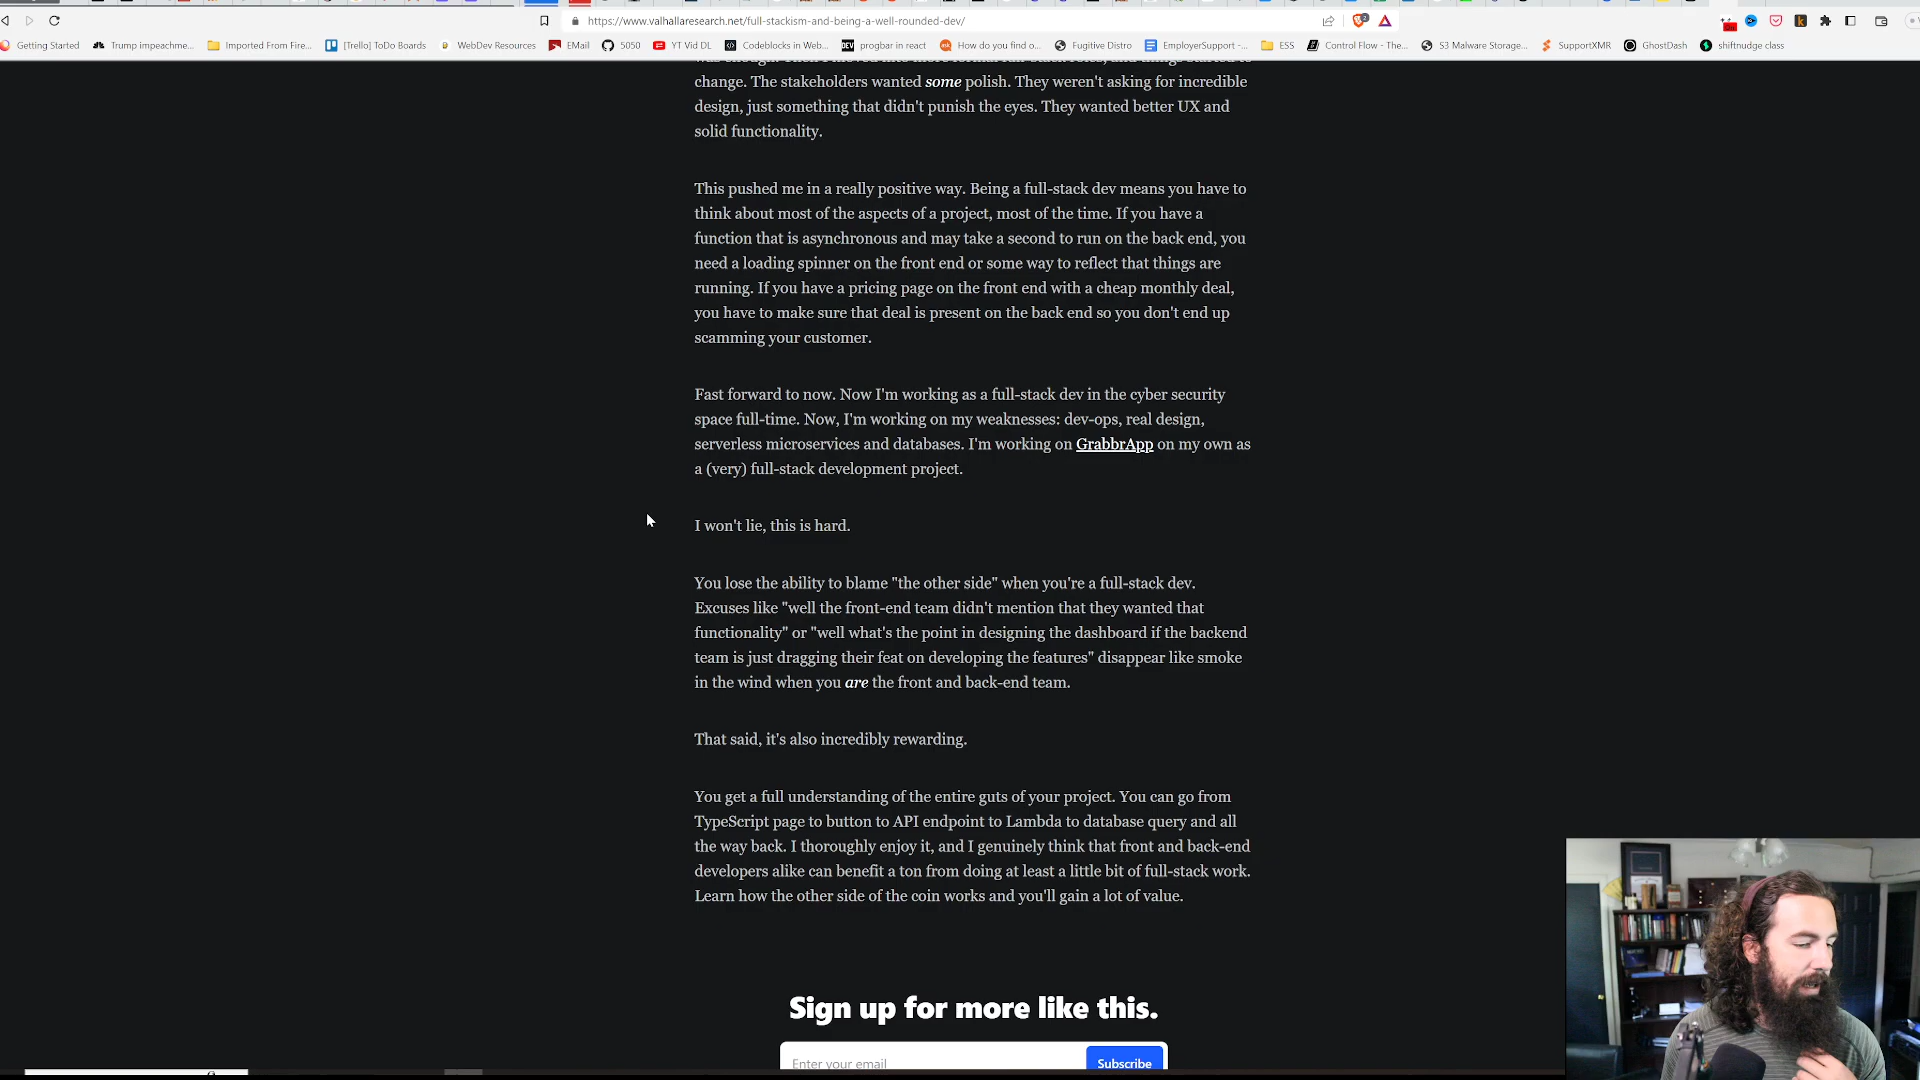 https://www.valhallaresearch.net/full-stackism-and-being-a-well-rounded-dev/
Getting Started
Trump impeachme...
Imported From Fire...
[Trello] ToDo Boards
WebDev Resources
EMail
5050
YT Vid DL
Codeblocks in Web...
progbar in react
How do you find o...
Fugitive Distro
EmployerSupport -...
ESS
Control Flow - The...
S3 Malware Storage...
SupportXMR
GhostDash
shiftnudge class
change. The stakeholders wanted some polish. They weren't asking for incredible
design, just something that didn't punish the eyes. They wanted better UX and
solid functionality.
This pushed me in a really positive way. Being a full-stack dev means you have to
think about most of the aspects of a project, most of the time. If you have a
function that is asynchronous and may take a second to run on the back end, you
need a loading spinner on the front end or some way to reflect that things are
running. If you have a pricing page on the front end with a cheap monthly deal,
you have to make sure that deal is present on the back end so you don't end up
scamming your customer.
Fast forward to now. Now I'm working as a full-stack dev in the cyber security
space full-time. Now, I'm working on my weaknesses: dev-ops, real design,
serverless microservices and databases. I'm working on GrabbrApp on my own as
a (very) full-stack development project.
I won't lie, this is hard.
You lose the ability to blame "the other side" when you're a full-stack dev.
Excuses like "well the front-end team didn't mention that they wanted that
functionality" or "well what's the point in designing the dashboard if the backend
team is just dragging their feat on developing the features" disappear like smoke
in the wind when you are the front and back-end team.
That said, it's also incredibly rewarding.
You get a full understanding of the entire guts of your project. You can go from
TypeScript page to button to API endpoint to Lambda to database query and all
the way back. I thoroughly enjoy it, and I genuinely think that front and back-end
developers alike can benefit a ton from doing at least a little bit of full-stack work.
Learn how the other side of the coin works and you'll gain a lot of value.
Sign up for more like this.
Enter your email
Subscribe